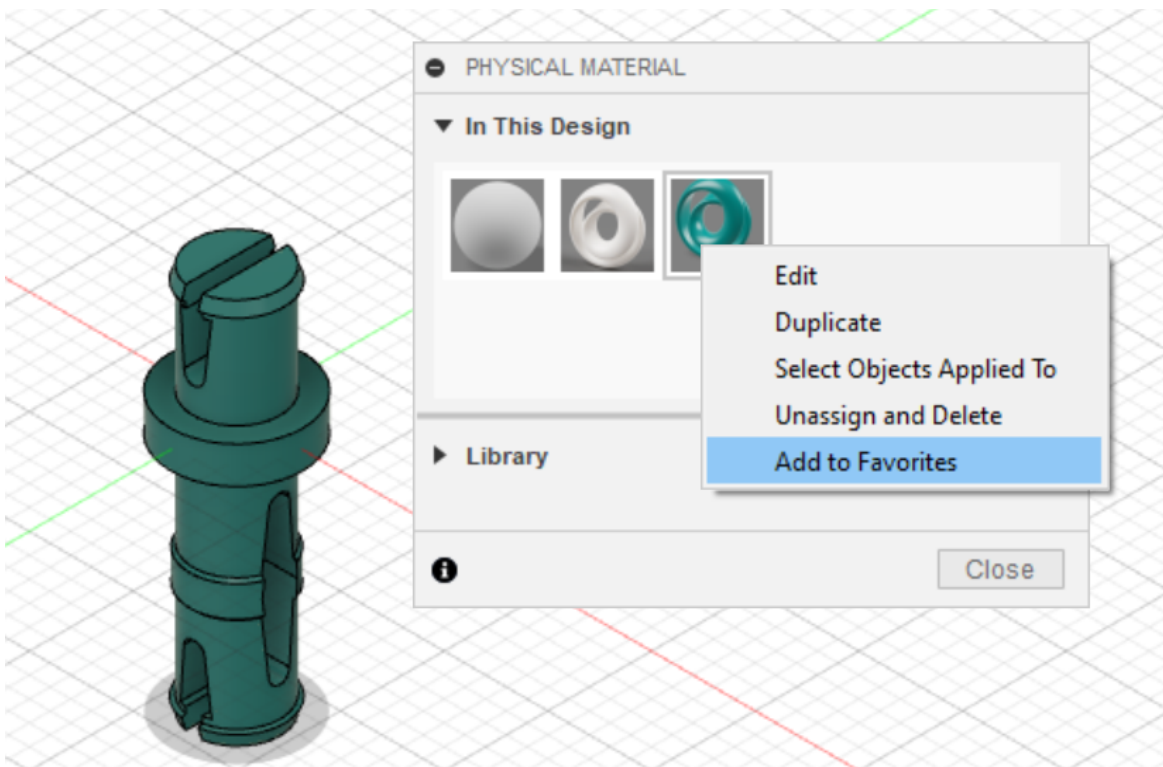 PHYSICAL MATERIAL
In This Design
Edit
Duplicate
Select Objects Applied To
Unassign and Delete
Library
Add to Favorites
Close